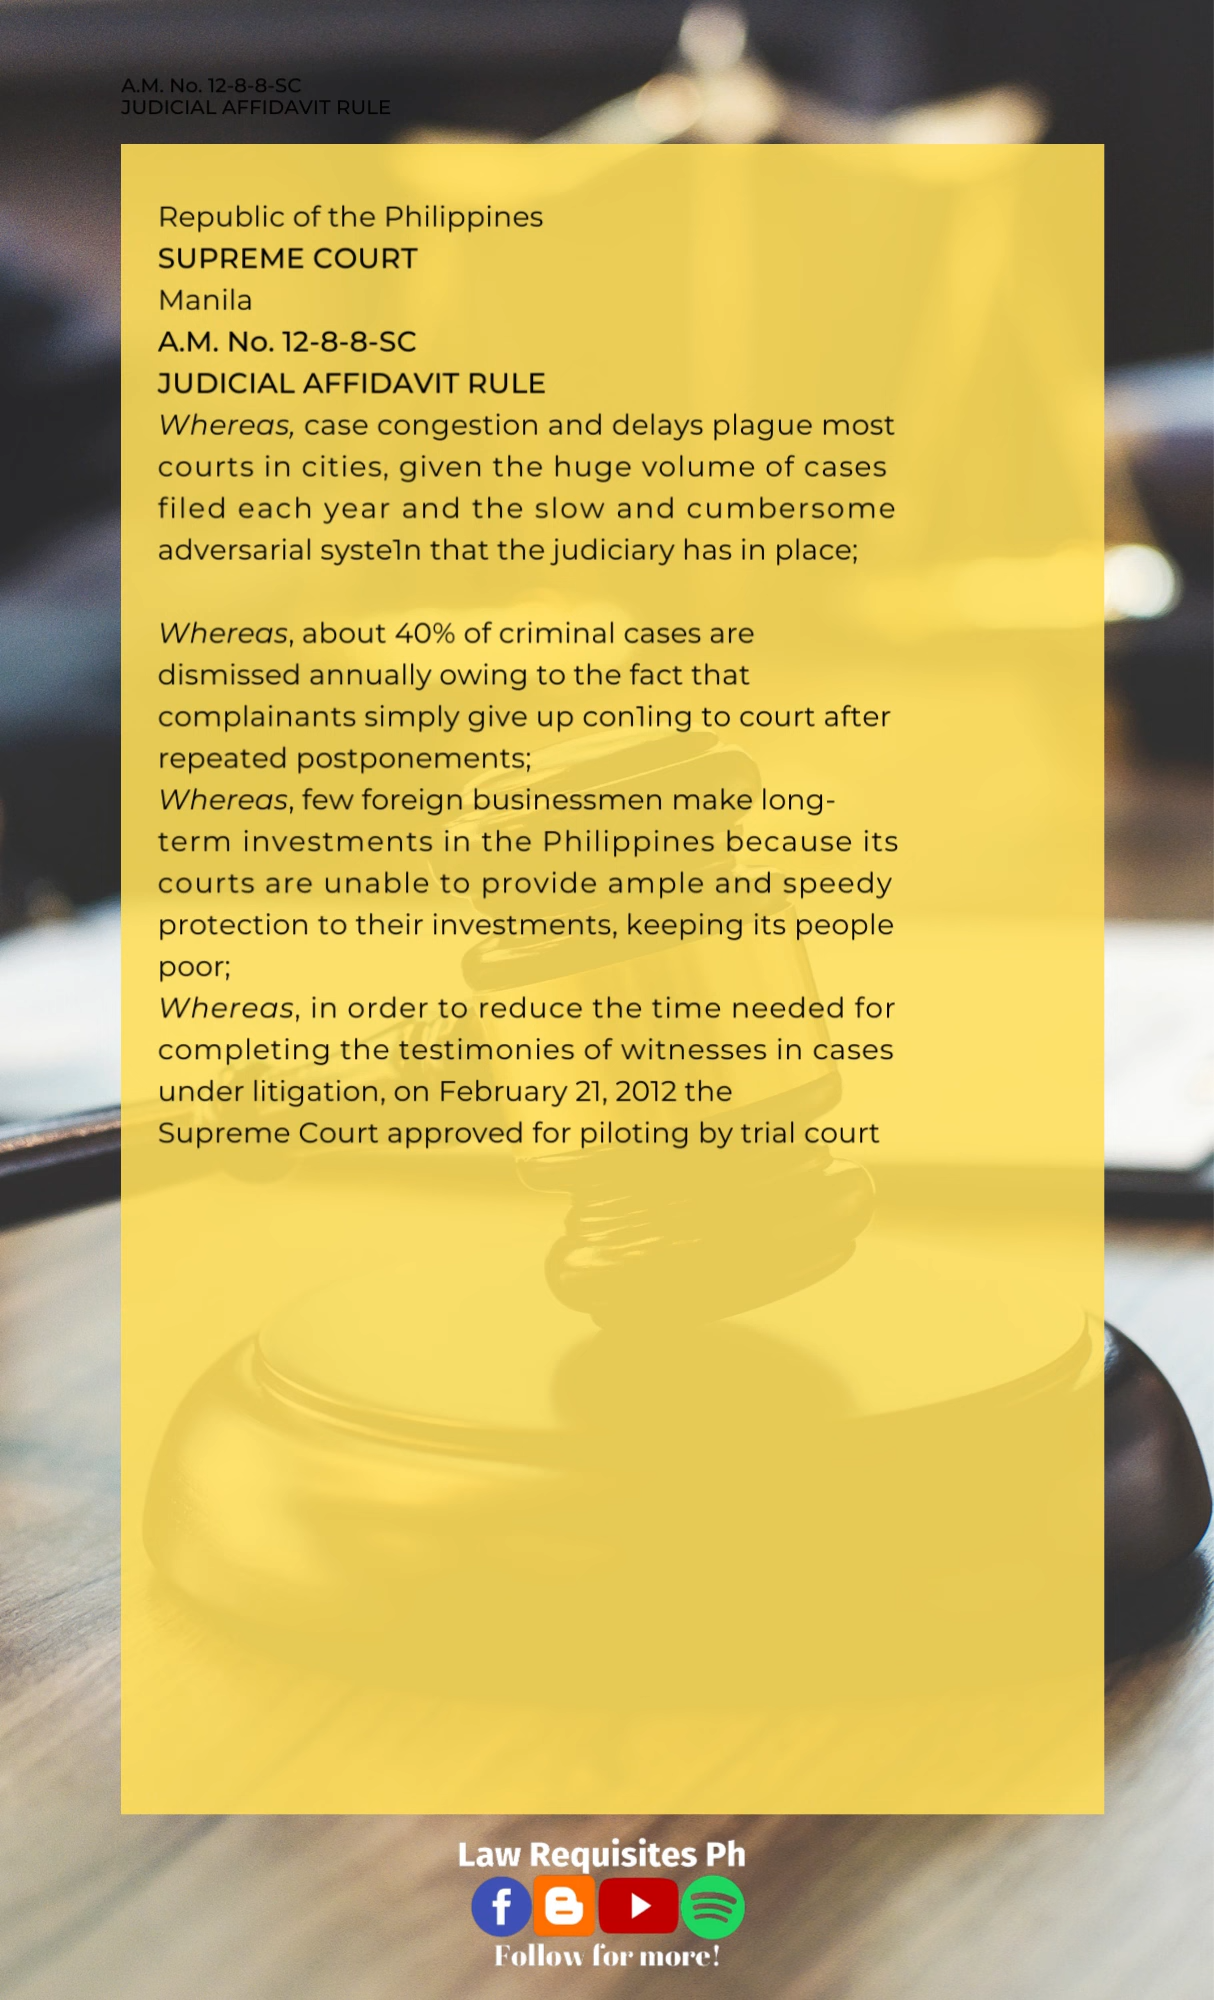 A.M. No. 12-8-8-SC
JUDICIAL AFFIDAVIT RULE
Republic of the Philippines
SUPREME COURT
Manila
A.M. No. 12-8-8-SC
JUDICIAL AFFIDAVIT RULE
Whereas, case congestion and delays plague most
courts in cities, given the huge volume of cases
filed each year and the slow and cumbersome
adversarial syste1n that the judiciary has in place;
Whereas, about 40% of criminal cases are
dismissed annually owing to the fact that
complainants simply give up con1ing to court after
repeated postponements;
Whereas, few foreign businessmen make long-
term investments in the Philippines because its
courts are unable to provide ample and speedy
protection to their investments, keeping its people
poor;
Whereas, in order to reduce the time needed for
completing the testimonies of witnesses in cases
under litigation, on February 21, 2012 the
Supreme Court approved for piloting by trial court
Law Requisites Ph
Follow for more!